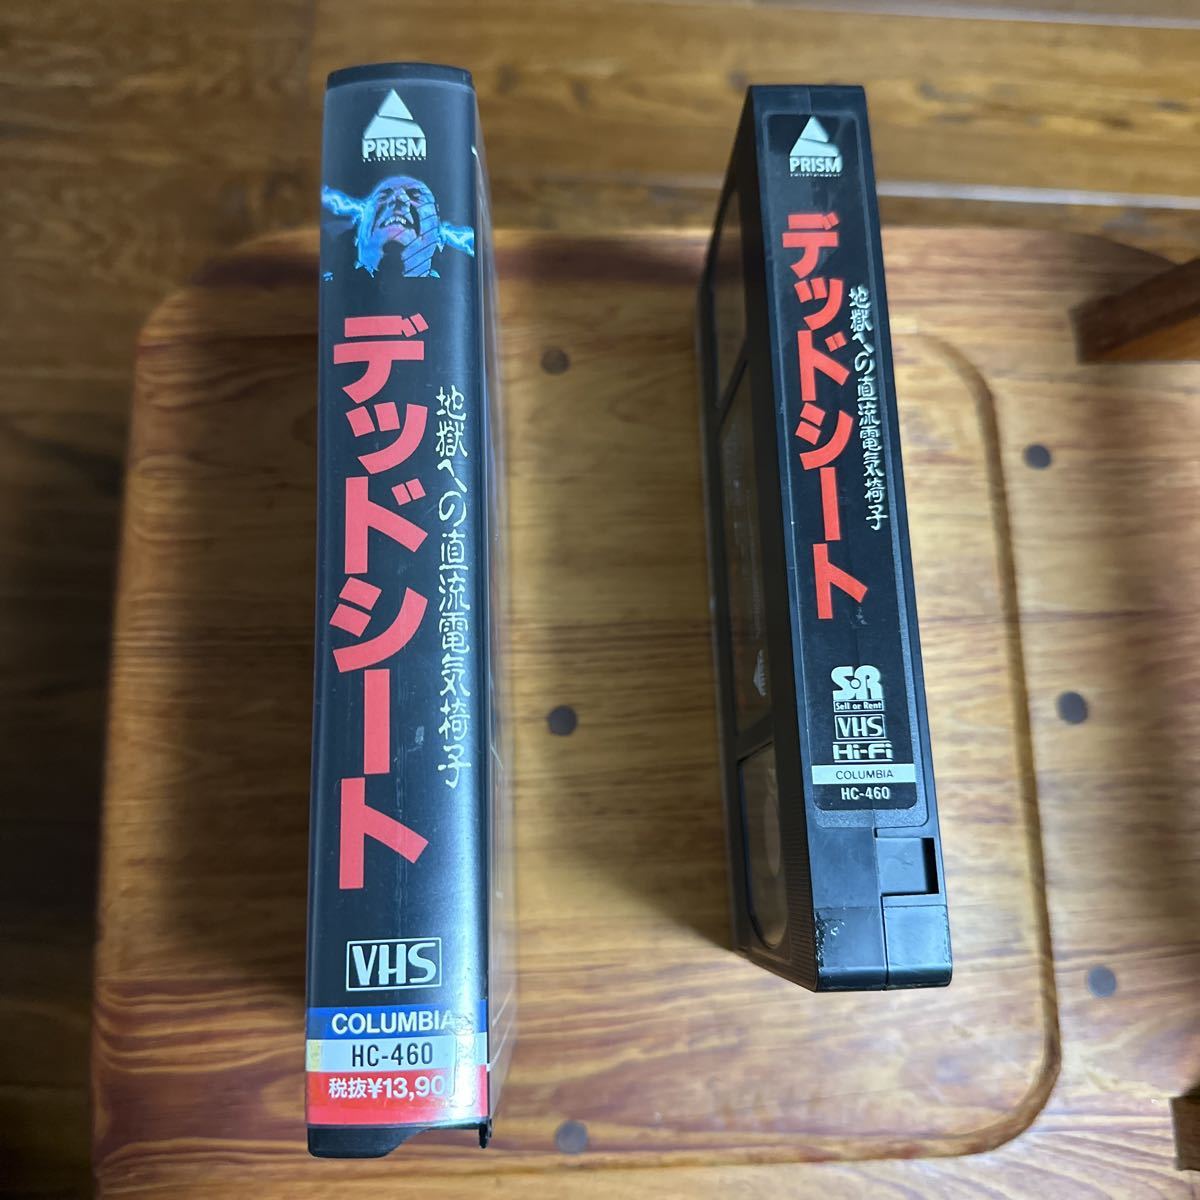 PRISM
ENTERTAINMENT
デッドシート
地獄への直流電気椅子
VHS
COLUMBIA
HC-460
税抜¥13,90
PRISM
ENTERTAINMENT
デッドシート
地獄への直流電気椅子
S・R
Sell or Rent
VHS
Hi-Fi
COLUMBIA
HC-460